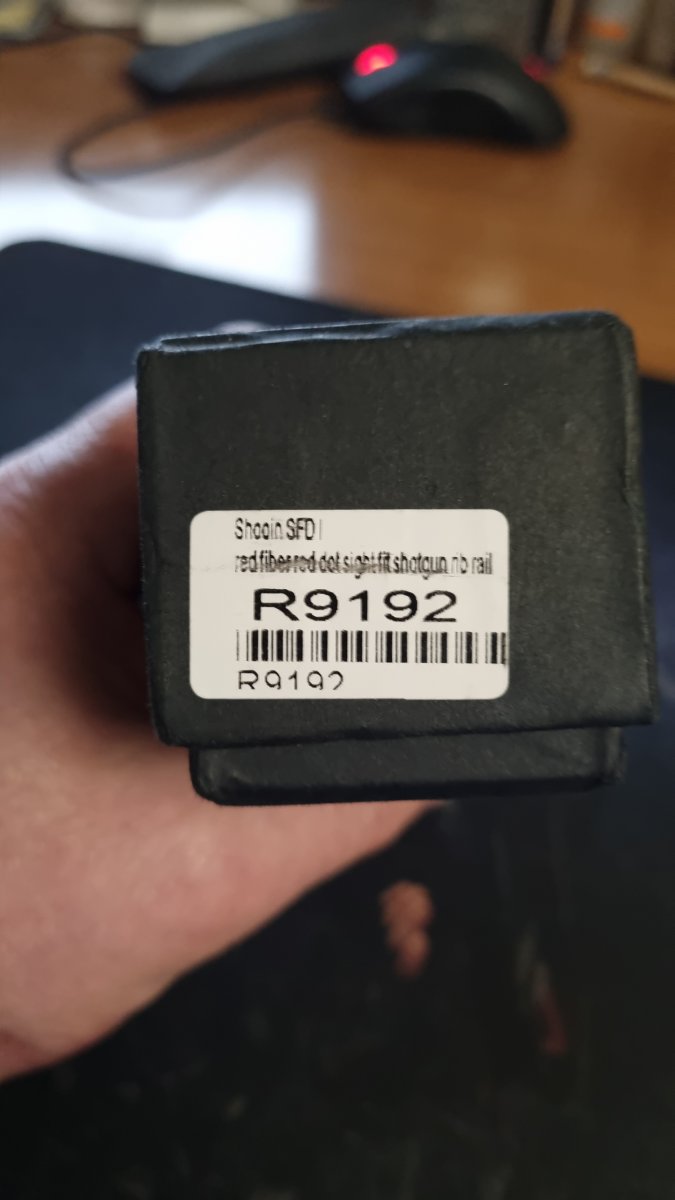 Shooin SFD I
red fiber red dot sight fit shotgun rib rail
R9192
R9192